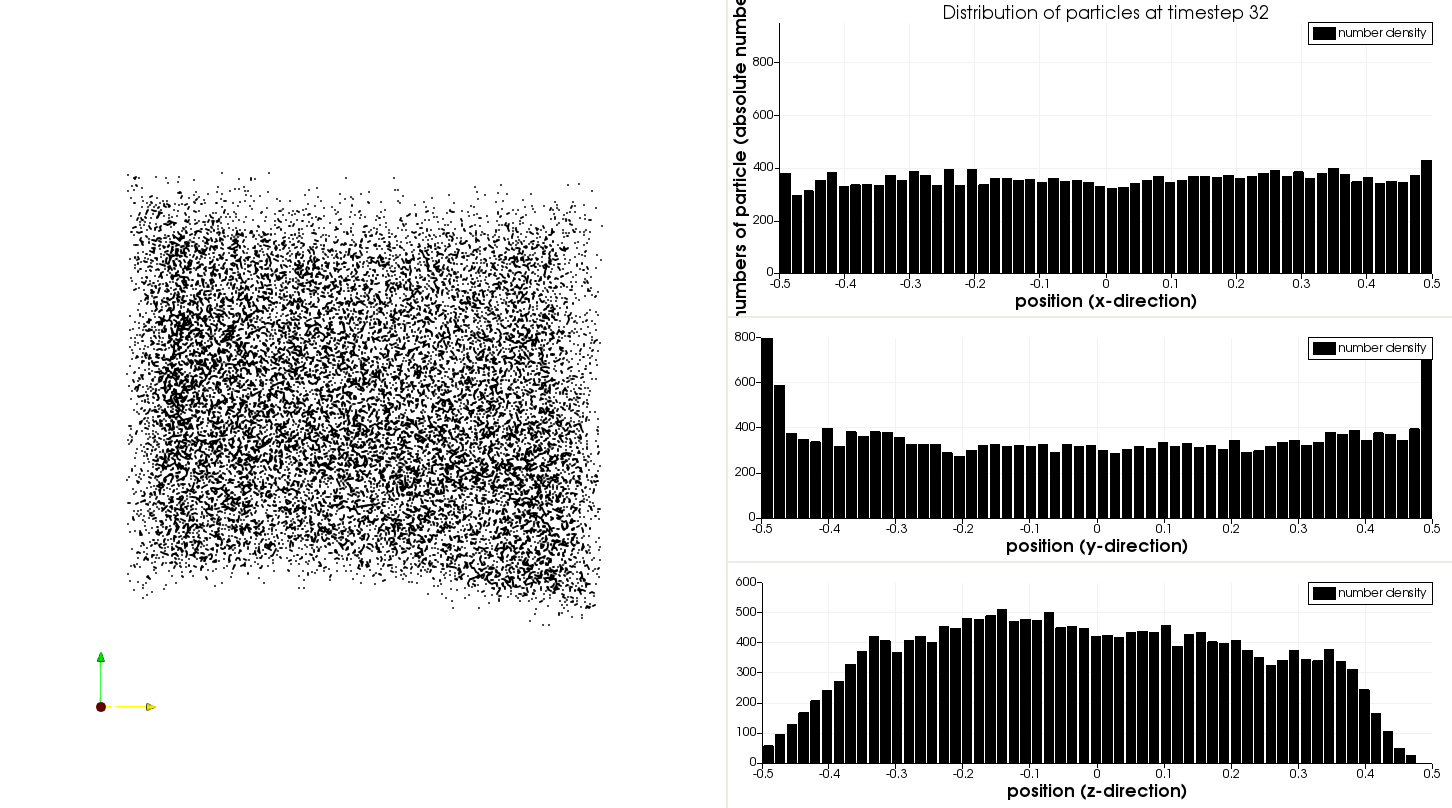 Distribution of particles at timestep 32
numbers of particle (absolute numbe
number density
800
600
400
200
0
-0.5 -0.4 -0.3 -0.2 -0.1 0 0.1 0.2 0.3 0.4 0.5
position (x-direction)
number density
800
600
400
200
0
-0.5 -0.4 -0.3 -0.2 -0.1 0 0.1 0.2 0.3 0.4 0.5
position (y-direction)
number density
600
500
400
300
200
100
0
-0.5 -0.4 -0.3 -0.2 -0.1 0 0.1 0.2 0.3 0.4 0.5
position (z-direction)